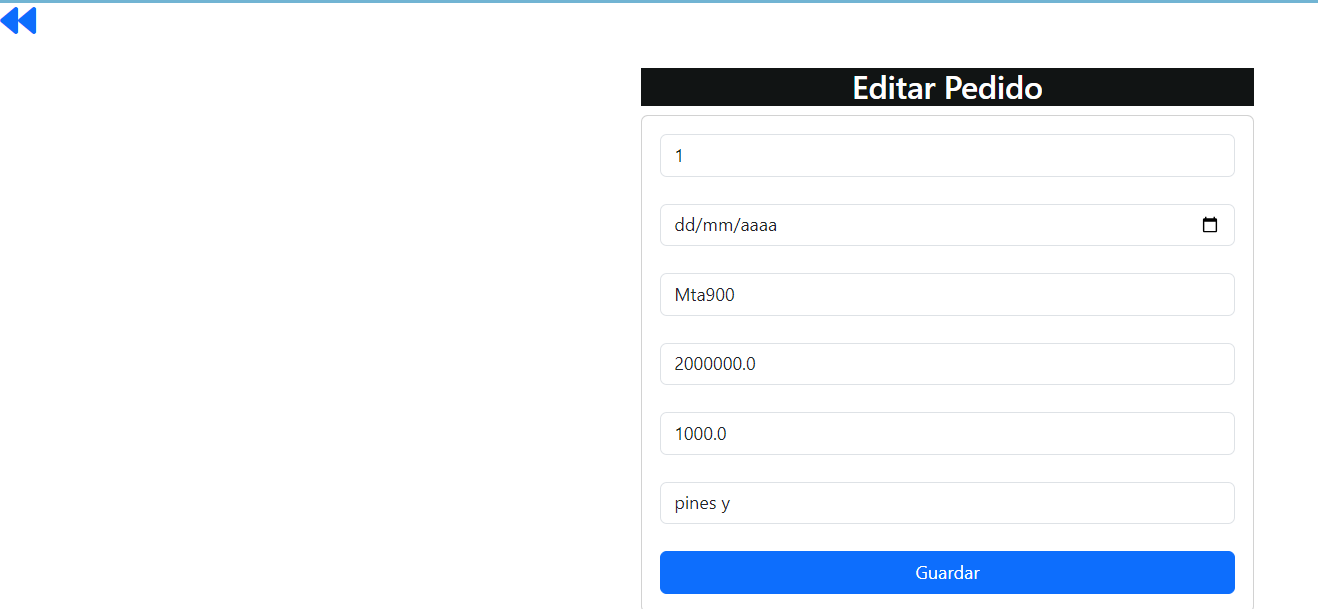 Editar Pedido
1
dd/mm/aaaa
Mta900
2000000.0
1000.0
pines y
Guardar